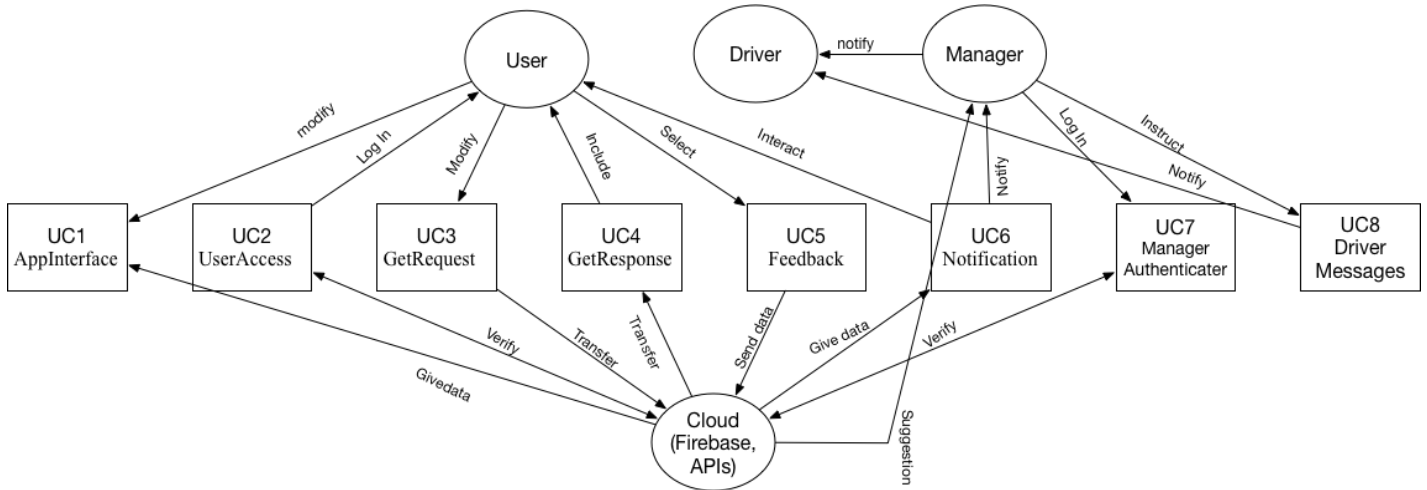 User
Driver
notify
Manager
modify
Log In
Modify
Include
Select
Interact
Notify
Log In
Instruct
Notify
UC1
AppInterface
UC2
UserAccess
UC3
GetRequest
UC4
GetResponse
UC5
Feedback
UC6
Notification
UC7
Manager
Authenticater
UC8
Driver
Messages
Givedata
Verify
Transfer
Transfer
Send data
Give data
Verify
Suggestion
Cloud
(Firebase,
APIs)